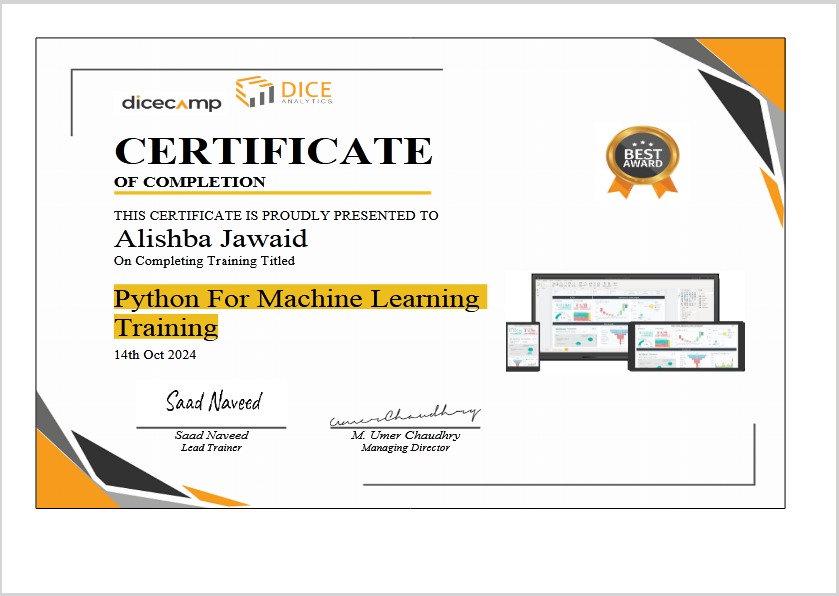 dicecamp
DICE
ANALYTICS
CERTIFICATE
OF COMPLETION
BEST
AWARD
THIS CERTIFICATE IS PROUDLY PRESENTED TO
Alishba Jawaid
On Completing Training Titled
Python For Machine Learning
Training
14th Oct 2024
Saad Naveed
Umer Chaudhry
Saad Naveed
M. Umer Chaudhry
Lead Trainer
Managing Director